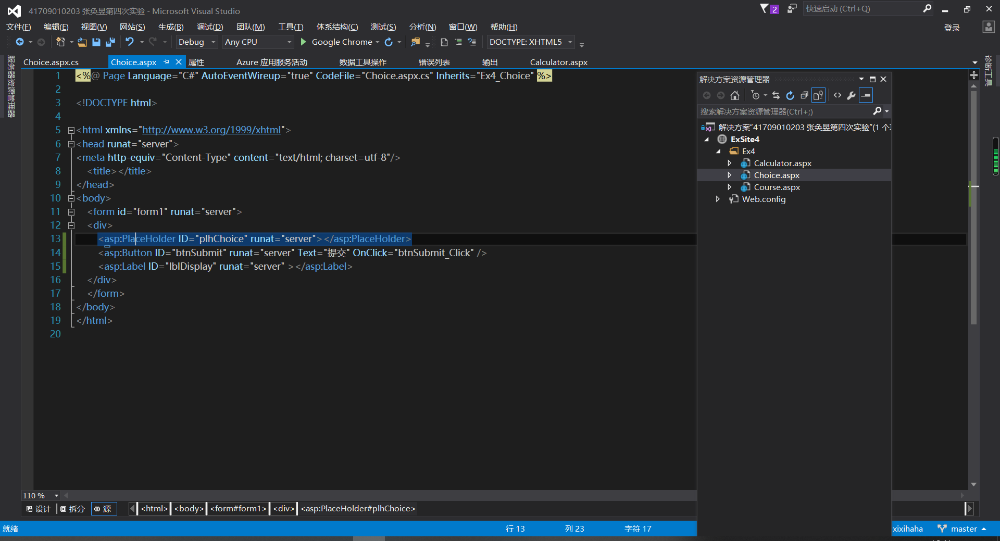 41709010203 张奂昱第四次实验 - Microsoft Visual Studio
2
快速启动 (Ctrl+Q)
文件(F) 编辑(E) 视图(V) 网站(S) 生成(B) 调试(D) 团队(M) 工具(T) 体系结构(C) 测试(S) 分析(N) 窗口(W) 帮助(H)
登录
Debug Any CPU Google Chrome DOCTYPE: XHTML5
服务器资源管理器
Choice.aspx.cs Choice.aspx 属性 Azure 应用服务活动 数据工具操作 错误列表 输出 Calculator.aspx
诊断工具
1 <%@ Page Language="C#" AutoEventWireup="true" CodeFile="Choice.aspx.cs" Inherits="Ex4_Choice" %>
2
3 <!DOCTYPE html>
4
5 <html xmlns="http://www.w3.org/1999/xhtml">
6 <head runat="server">
7 <meta http-equiv="Content-Type" content="text/html; charset=utf-8"/>
8 <title></title>
9 </head>
10 <body>
11 <form id="form1" runat="server">
12 <div>
13 <asp:PlaceHolder ID="plhChoice" runat="server"></asp:PlaceHolder>
14 <asp:Button ID="btnSubmit" runat="server" Text="提交" OnClick="btnSubmit_Click" />
15 <asp:Label ID="lblDisplay" runat="server" ></asp:Label>
16 </div>
17 </form>
18 </body>
19 </html>
20
解决方案资源管理器
搜索解决方案资源管理器(Ctrl+;)
解决方案"41709010203 张奂昱第四次实验"(1 个
ExSite4
Ex4
Calculator.aspx
Choice.aspx
Course.aspx
Web.config
110 %
设计 拆分 源 <html> <body> <form#form1> <div> <asp:PlaceHolder#plhChoice>
就绪 行 13 列 23 字符 17 xixihaha master